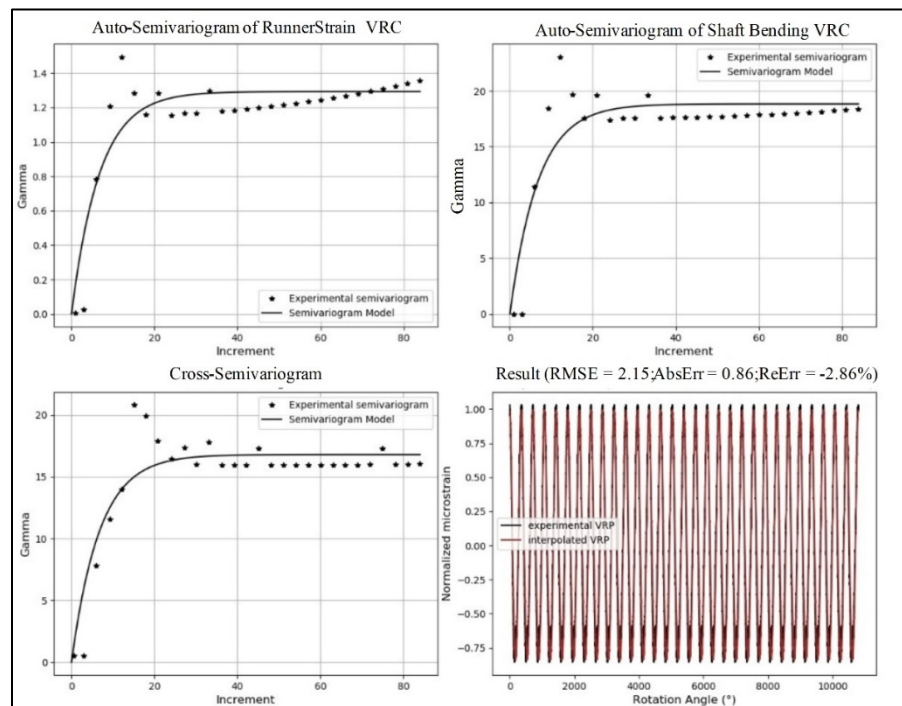 Auto-Semivariogram of RunnerStrain VRC
Gamma
1.4
1.2
1.0
0.8
0.6
0.4
0.2
0.0
Experimental semivariogram
Semivariogram Model
0 20 40 60 80
Increment
Auto-Semivariogram of Shaft Bending VRC
Gamma
20
15
10
5
0
Experimental semivariogram
Semivariogram Model
0 20 40 60 80
Increment
Cross-Semivariogram
Gamma
20
15
10
5
0
Experimental semivariogram
Semivariogram Model
0 20 40 60 80
Increment
Result (RMSE = 2.15;AbsErr = 0.86;ReErr = -2.86%)
Normalized microstrain
1.00
0.75
0.50
0.25
0.00
-0.25
-0.50
-0.75
experimental VRP
interpolated VRP
0 2000 4000 6000 8000 10000
Rotation Angle (°)